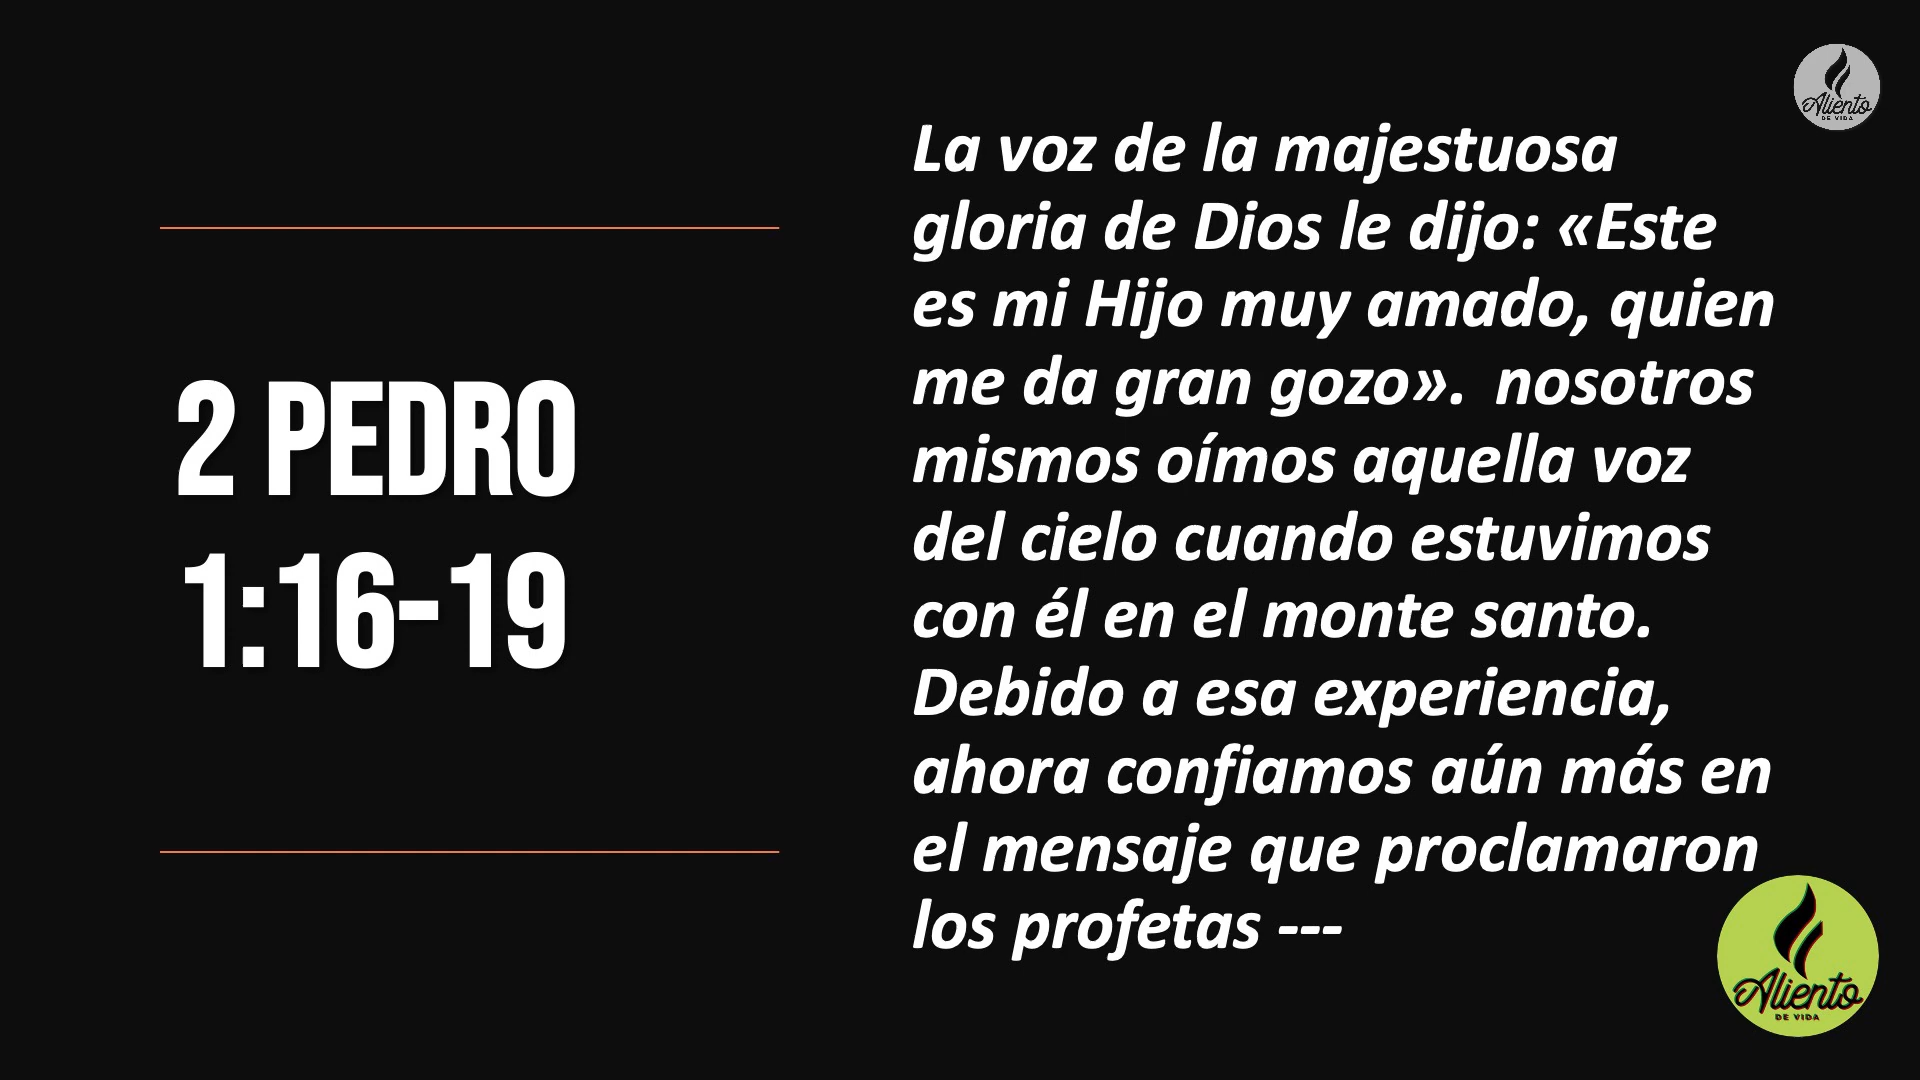 Aliento
DE VIDA
2 PEDRO
1:16-19
La voz de la majestuosa
gloria de Dios le dijo: «Este
es mi Hijo muy amado, quien
me da gran gozo». nosotros
mismos oímos aquella voz
del cielo cuando estuvimos
con él en el monte santo.
Debido a esa experiencia,
ahora confiamos aún más en
el mensaje que proclamaron
los profetas ---
Aliento
DE VIDA